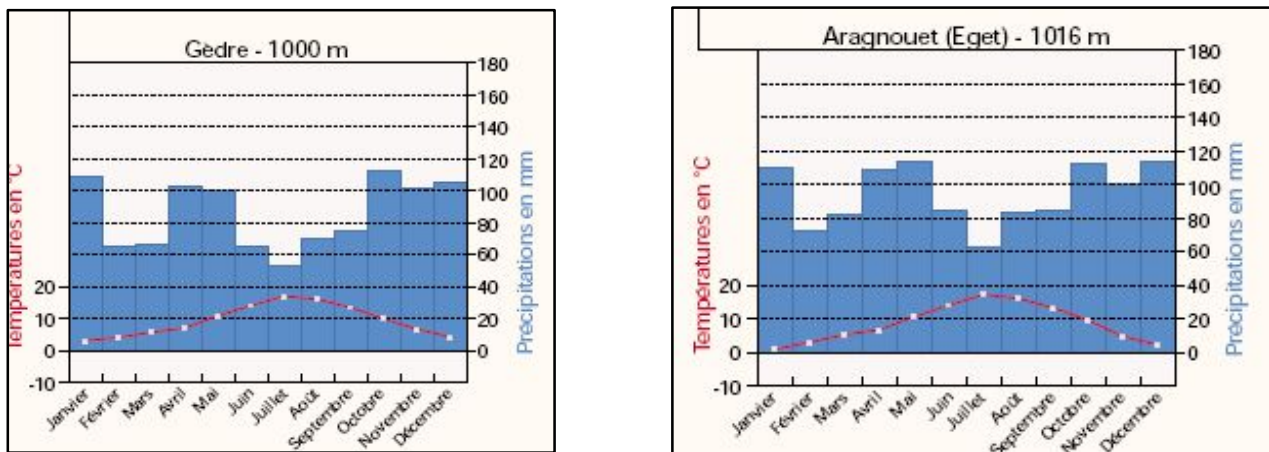 Gèdre - 1000 m
180
160
140
120
100
80
60
40
20
0
20
10
0
-10
Températures en °C
Précipitations en mm
Janvier
Février
Mars
Avril
Mai
Juin
Juillet
Août
Septembre
Octobre
Novembre
Décembre
Aragnouet (Eget) - 1016 m
180
160
140
120
100
80
60
40
20
0
20
10
0
-10
Températures en °C
Précipitations en mm
Janvier
Février
Mars
Avril
Mai
Juin
Juillet
Août
Septembre
Octobre
Novembre
Décembre